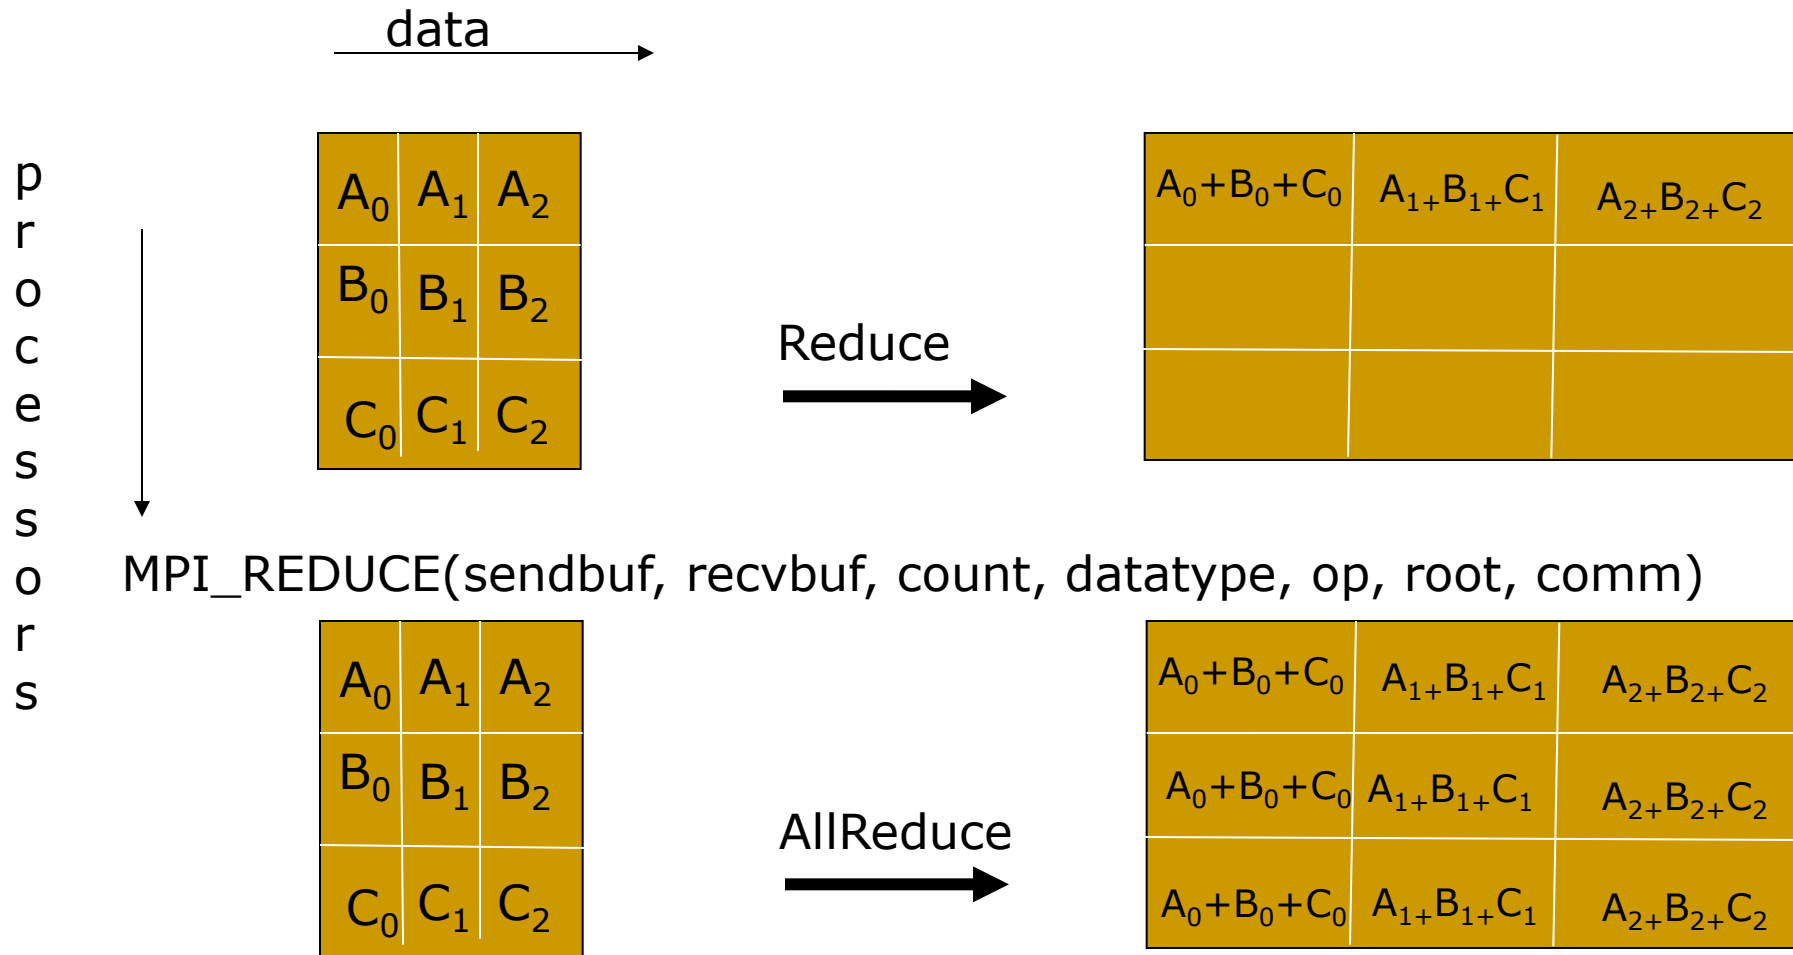 data
processors
A₀ A₁ A₂
B₀ B₁ B₂
C₀ C₁ C₂
Reduce
A₀+B₀+C₀ A₁₊B₁₊C₁ A₂₊B₂₊C₂
MPI_REDUCE(sendbuf, recvbuf, count, datatype, op, root, comm)
A₀ A₁ A₂
B₀ B₁ B₂
C₀ C₁ C₂
AllReduce
A₀+B₀+C₀ A₁₊B₁₊C₁ A₂₊B₂₊C₂
A₀+B₀+C₀ A₁₊B₁₊C₁ A₂₊B₂₊C₂
A₀+B₀+C₀ A₁₊B₁₊C₁ A₂₊B₂₊C₂